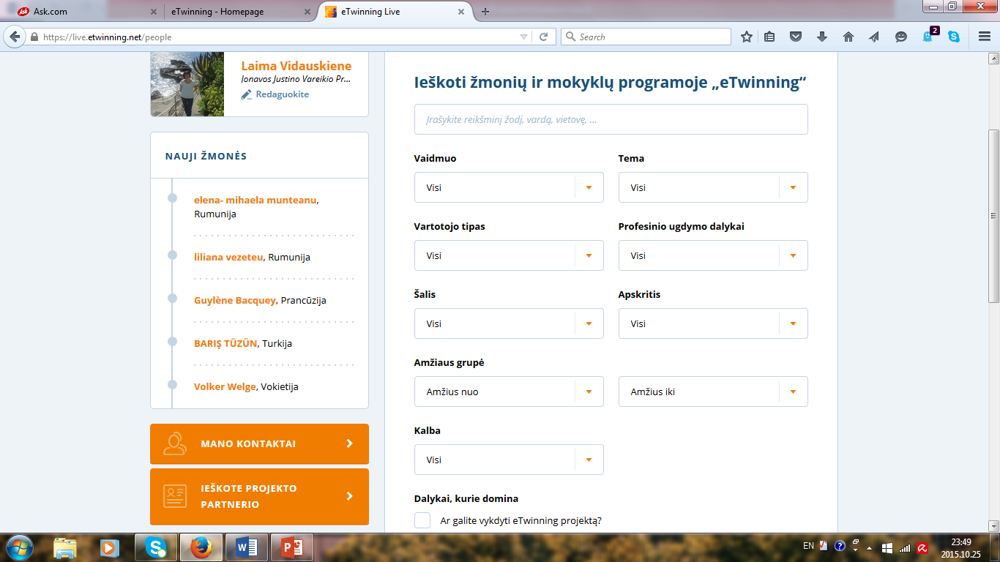 Ask.com
eTwinning - Homepage
eTwinning Live
https://live.etwinning.net/people
Search
2
Laima Vidauskiene
Jonavos Justino Vareikio Pr...
Redaguokite
NAUJI ŽMONĖS
elena- mihaela munteanu,
Rumunija
liliana vezeteu, Rumunija
Guylène Bacquey, Prancūzija
BARIŞ TÜZÜN, Turkija
Volker Welge, Vokietija
MANO KONTAKTAI
IEŠKOTE PROJEKTO
PARTNERIO
Ieškoti žmonių ir mokyklų programoje „eTwinning“
Įrašykite reikšminį žodį, vardą, vietovę, ...
Vaidmuo
Tema
Visi
Visi
Vartotojo tipas
Profesinio ugdymo dalykai
Visi
Visi
Šalis
Apskritis
Visi
Visi
Amžiaus grupė
Amžius nuo
Amžius iki
Kalba
Visi
Dalykai, kurie domina
Ar galite vykdyti eTwinning projektą?
EN
23:49
2015.10.25